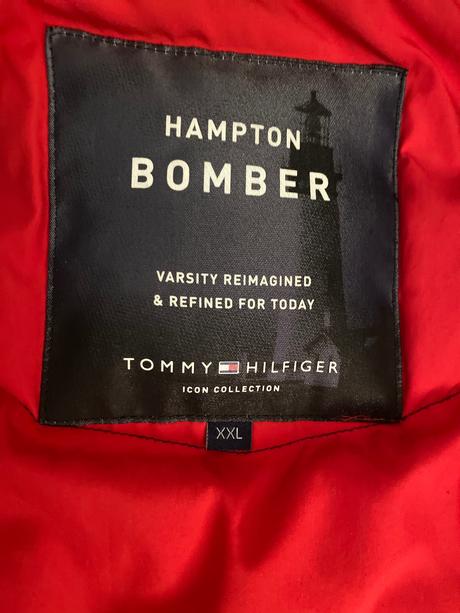 HAMPTON
BOMBER
VARSITY REIMAGINED
& REFINED FOR TODAY
TOMMY HILFIGER
ICON COLLECTION
XXL